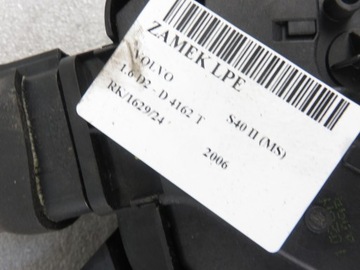 ZAMEK LPE
VOLVO S40 II (MS)
1.6 D2 - D 4162 T 2006
RK/1629/24